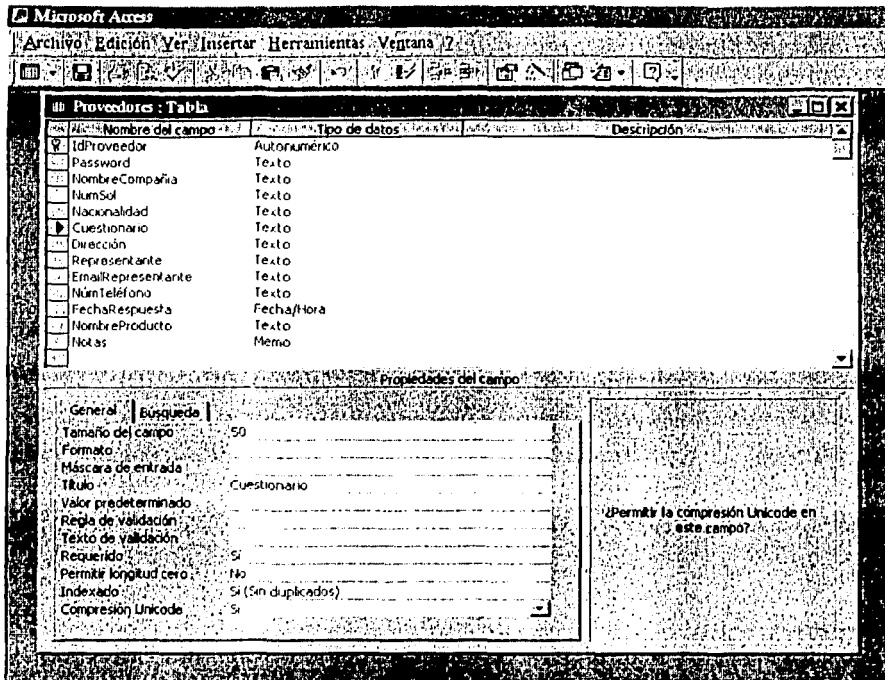 Microsoft Access
Archivo Edición Ver Insertar Herramientas Ventana ?
Proveedores : Tabla
Nombre del campo Tipo de datos Descripción
IdProveedor Autonumérico
Password Texto
NombreCompañia Texto
NumSol Texto
Nacionalidad Texto
Cuestionario Texto
Dirección Texto
Representante Texto
EmailRepresentante Texto
NúmTeléfono Texto
FechaRespuesta Fecha/Hora
NombreProducto Texto
Notas Memo
Propiedades del campo
General Búsqueda
Tamaño del campo 50
Formato
Máscara de entrada
Título Cuestionario
Valor predeterminado
Regla de validación
Texto de validación
Requerido Sí
Permitir longitud cero No
Indexado Sí (Sin duplicados)
Compresión Unicode Sí
¿Permitir la compresión Unicode en
este campo?